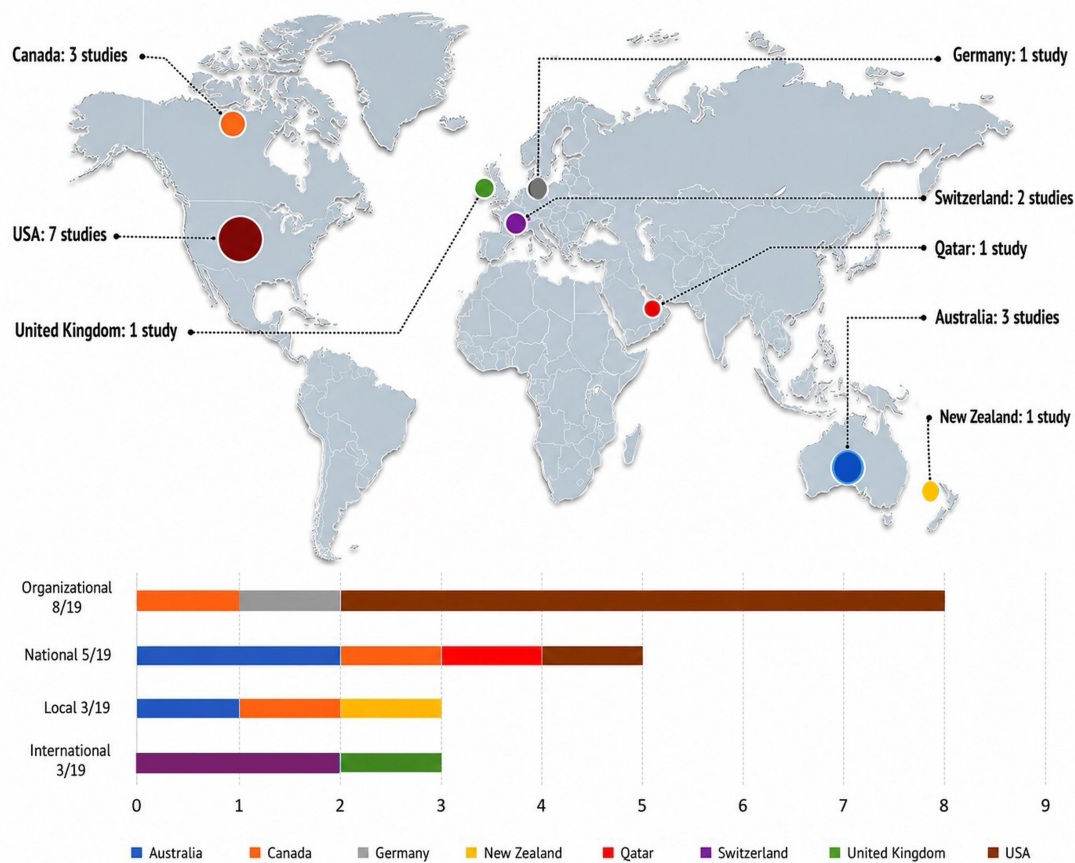 Canada: 3 studies
Germany: 1 study
Switzerland: 2 studies
USA: 7 studies
Qatar: 1 study
United Kingdom: 1 study
Australia: 3 studies
New Zealand: 1 study
Organizational
8/19
National 5/19
Local 3/19
International
3/19
0 1 2 3 4 5 6 7 8 9
Australia Canada Germany New Zealand Qatar Switzerland United Kingdom USA